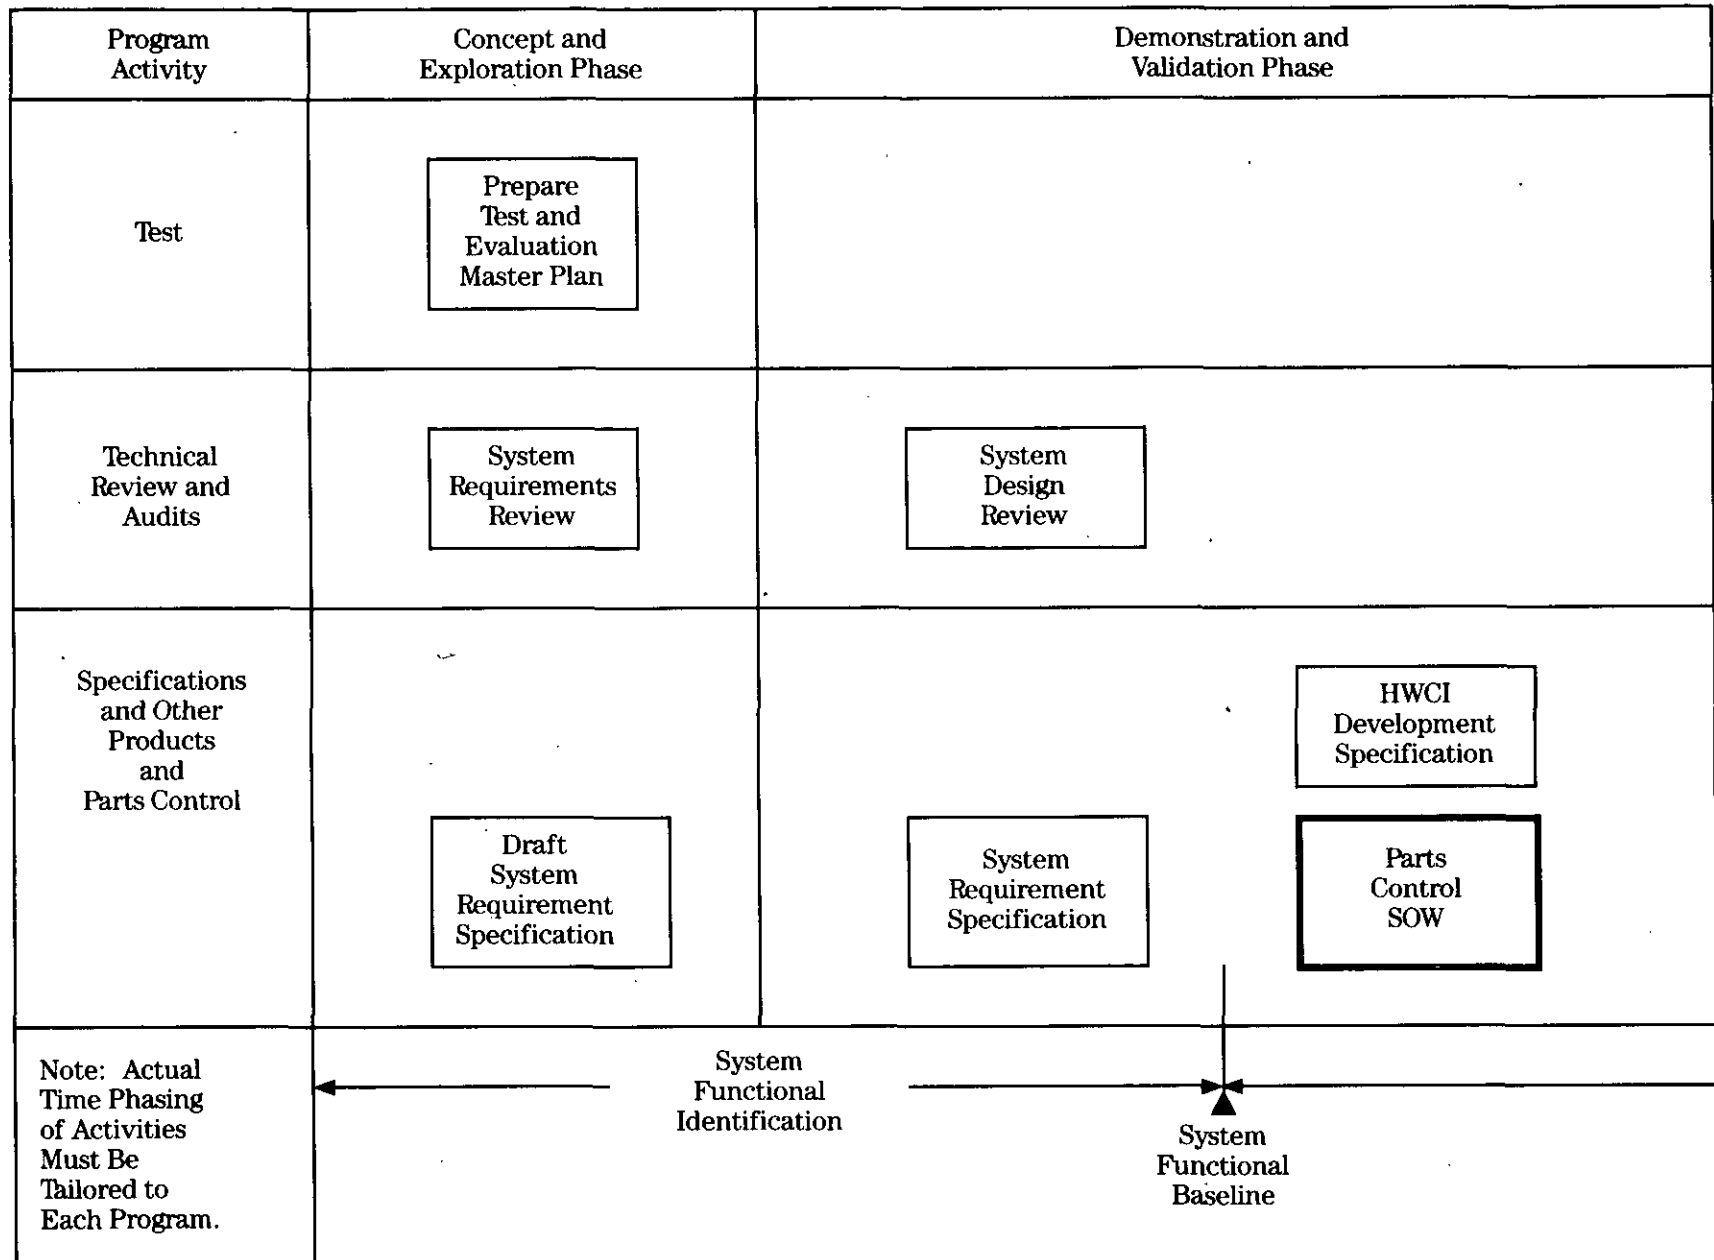 Program
Activity
Concept and
Exploration Phase
Demonstration and
Validation Phase
Test
Prepare
Test and
Evaluation
Master Plan
Technical
Review and
Audits
System
Requirements
Review
System
Design
Review
Specifications
and Other
Products
and
Parts Control
HWCI
Development
Specification
Draft
System
Requirement
Specification
System
Requirement
Specification
Parts
Control
SOW
Note: Actual
Time Phasing
of Activities
Must Be
Tailored to
Each Program.
System
Functional
Identification
System
Functional
Baseline